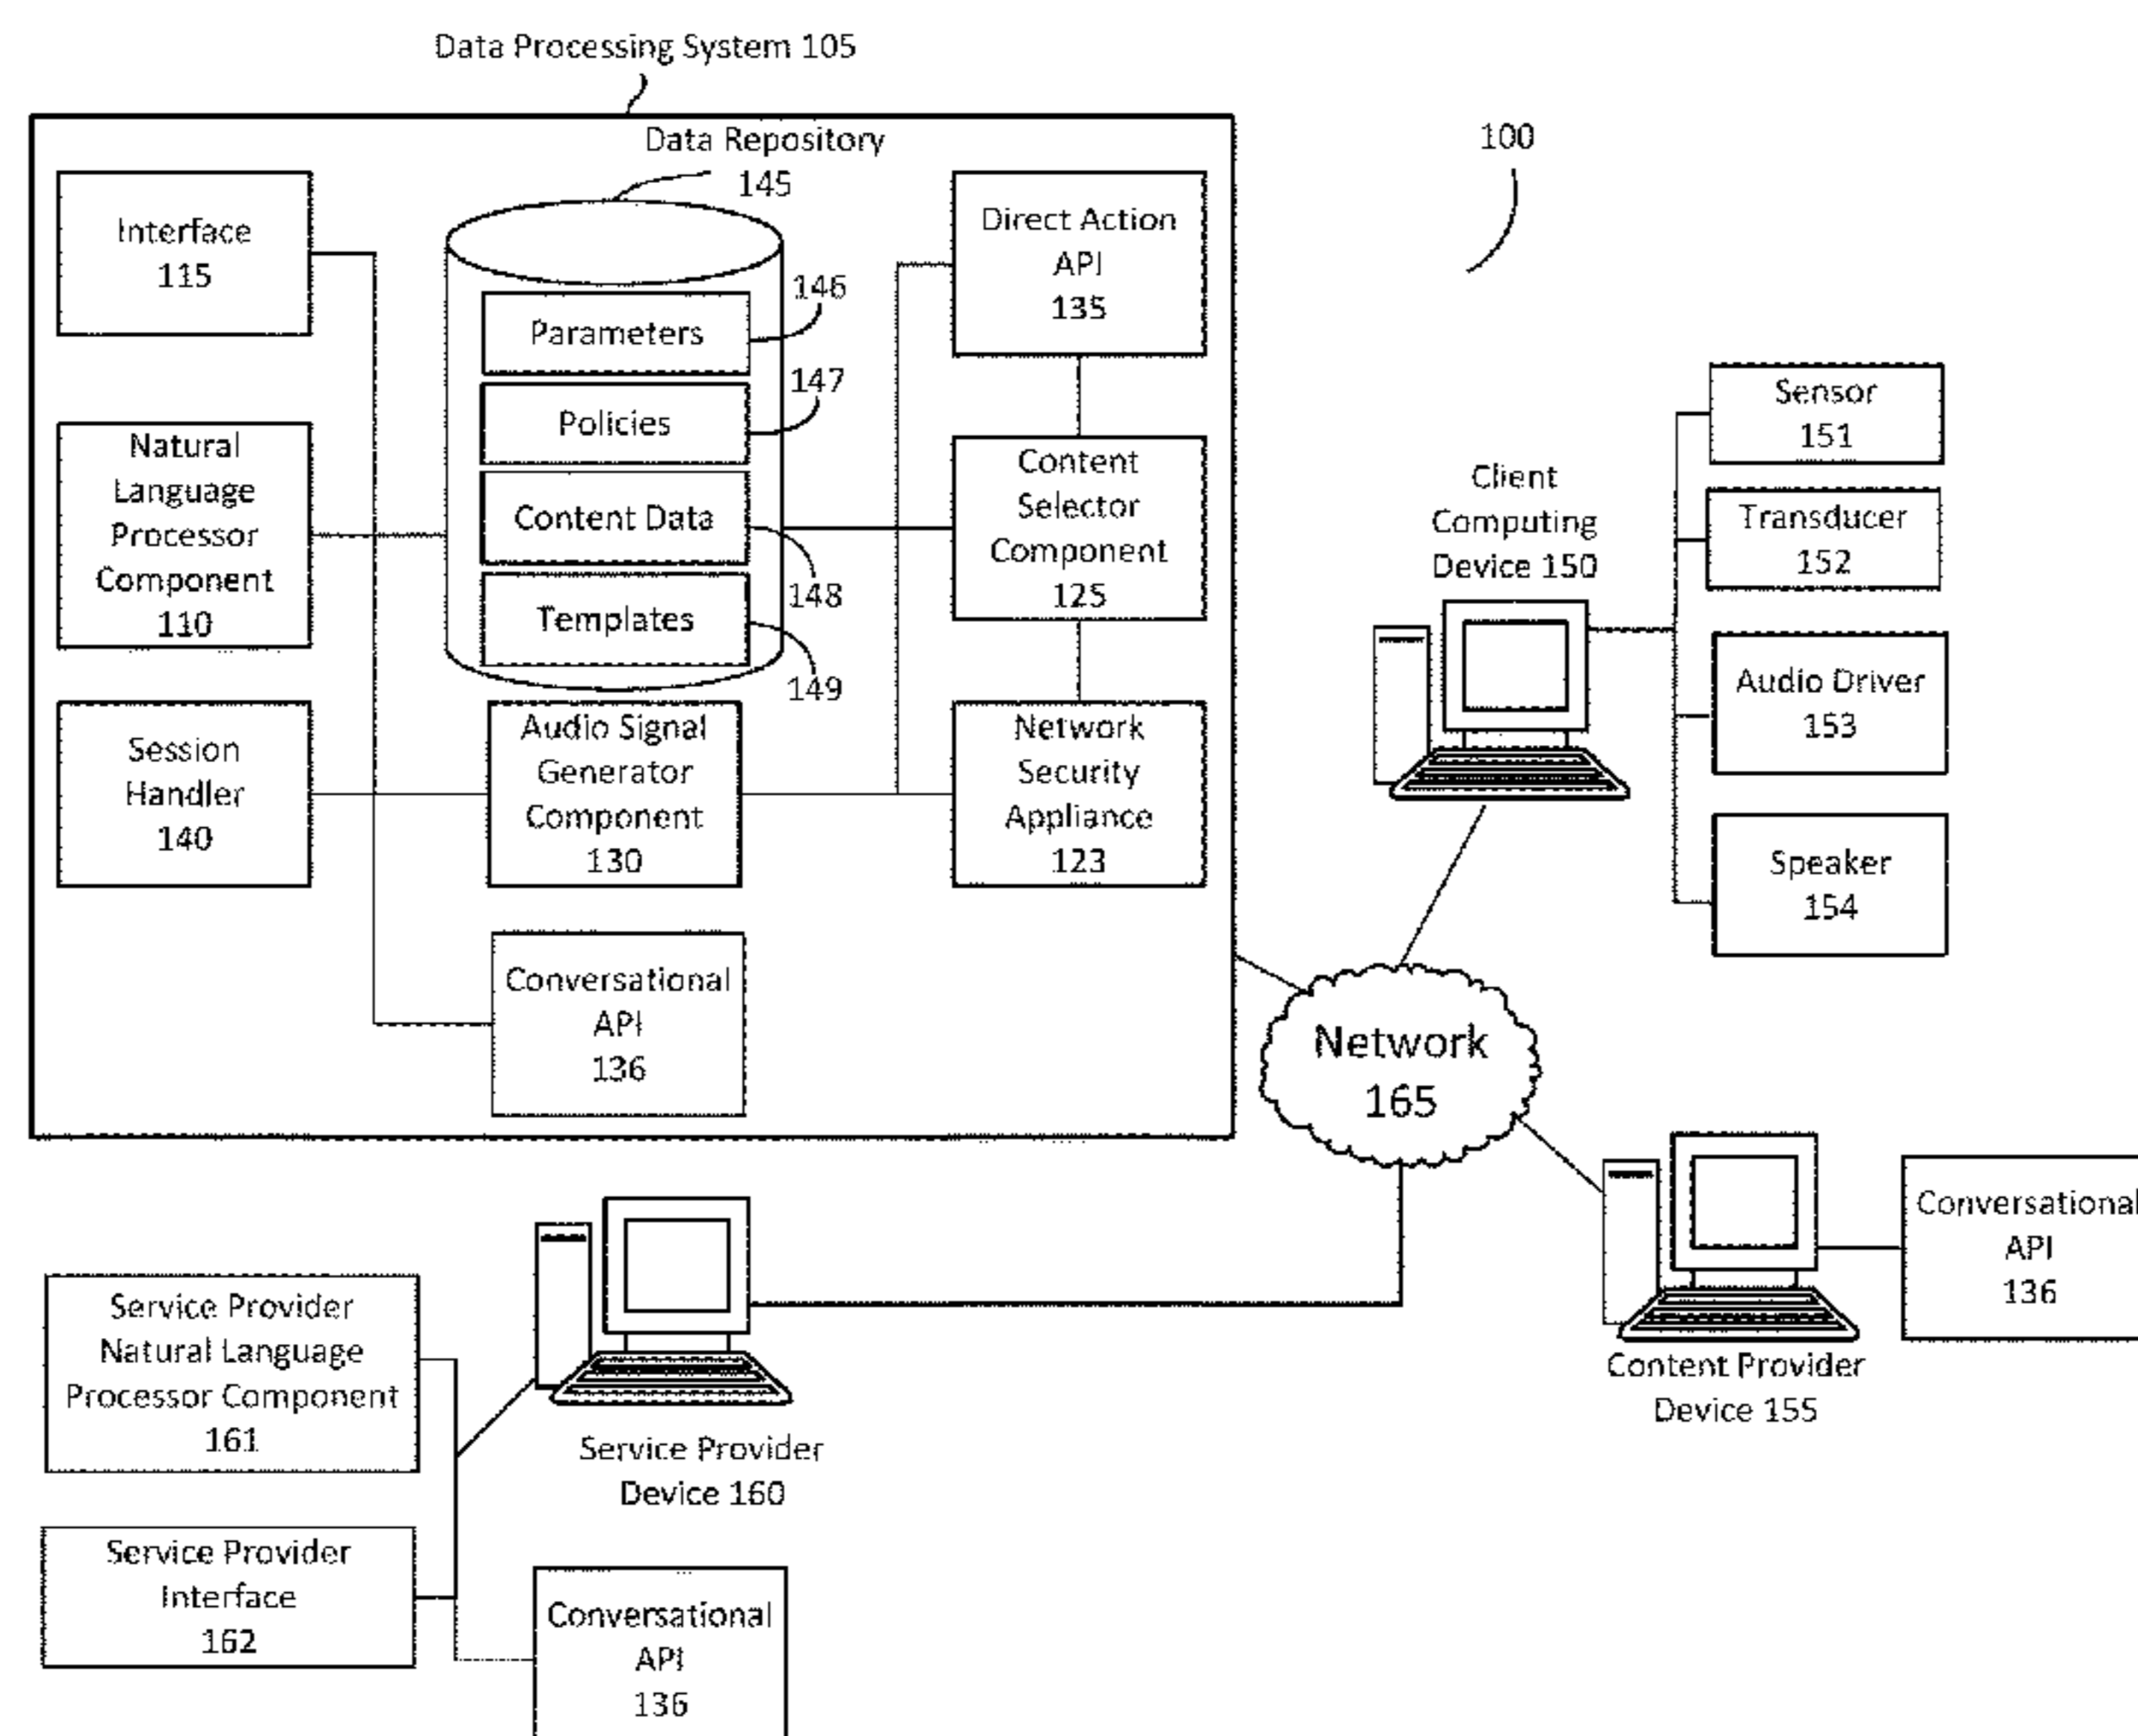 Data Processing System 105
Data Repository
145
100
Interface
115
Natural
Language
Processor
Component
110
Session
Handler
140
146
Parameters
147
Policies
Content Data
148
Templates
149
Audio Signal
Generator
Component
130
Conversational
API
136
Direct Action
API
135
Content
Selector
Component
125
Network
Security
Appliance
123
Client
Computing
Device 150
Sensor
151
Transducer
152
Audio Driver
153
Speaker
154
Network
165
Conversational
API
136
Content Provider
Device 155
Service Provider
Natural Language
Processor Component
161
Service Provider
Device 160
Service Provider
Interface
162
Conversational
API
136